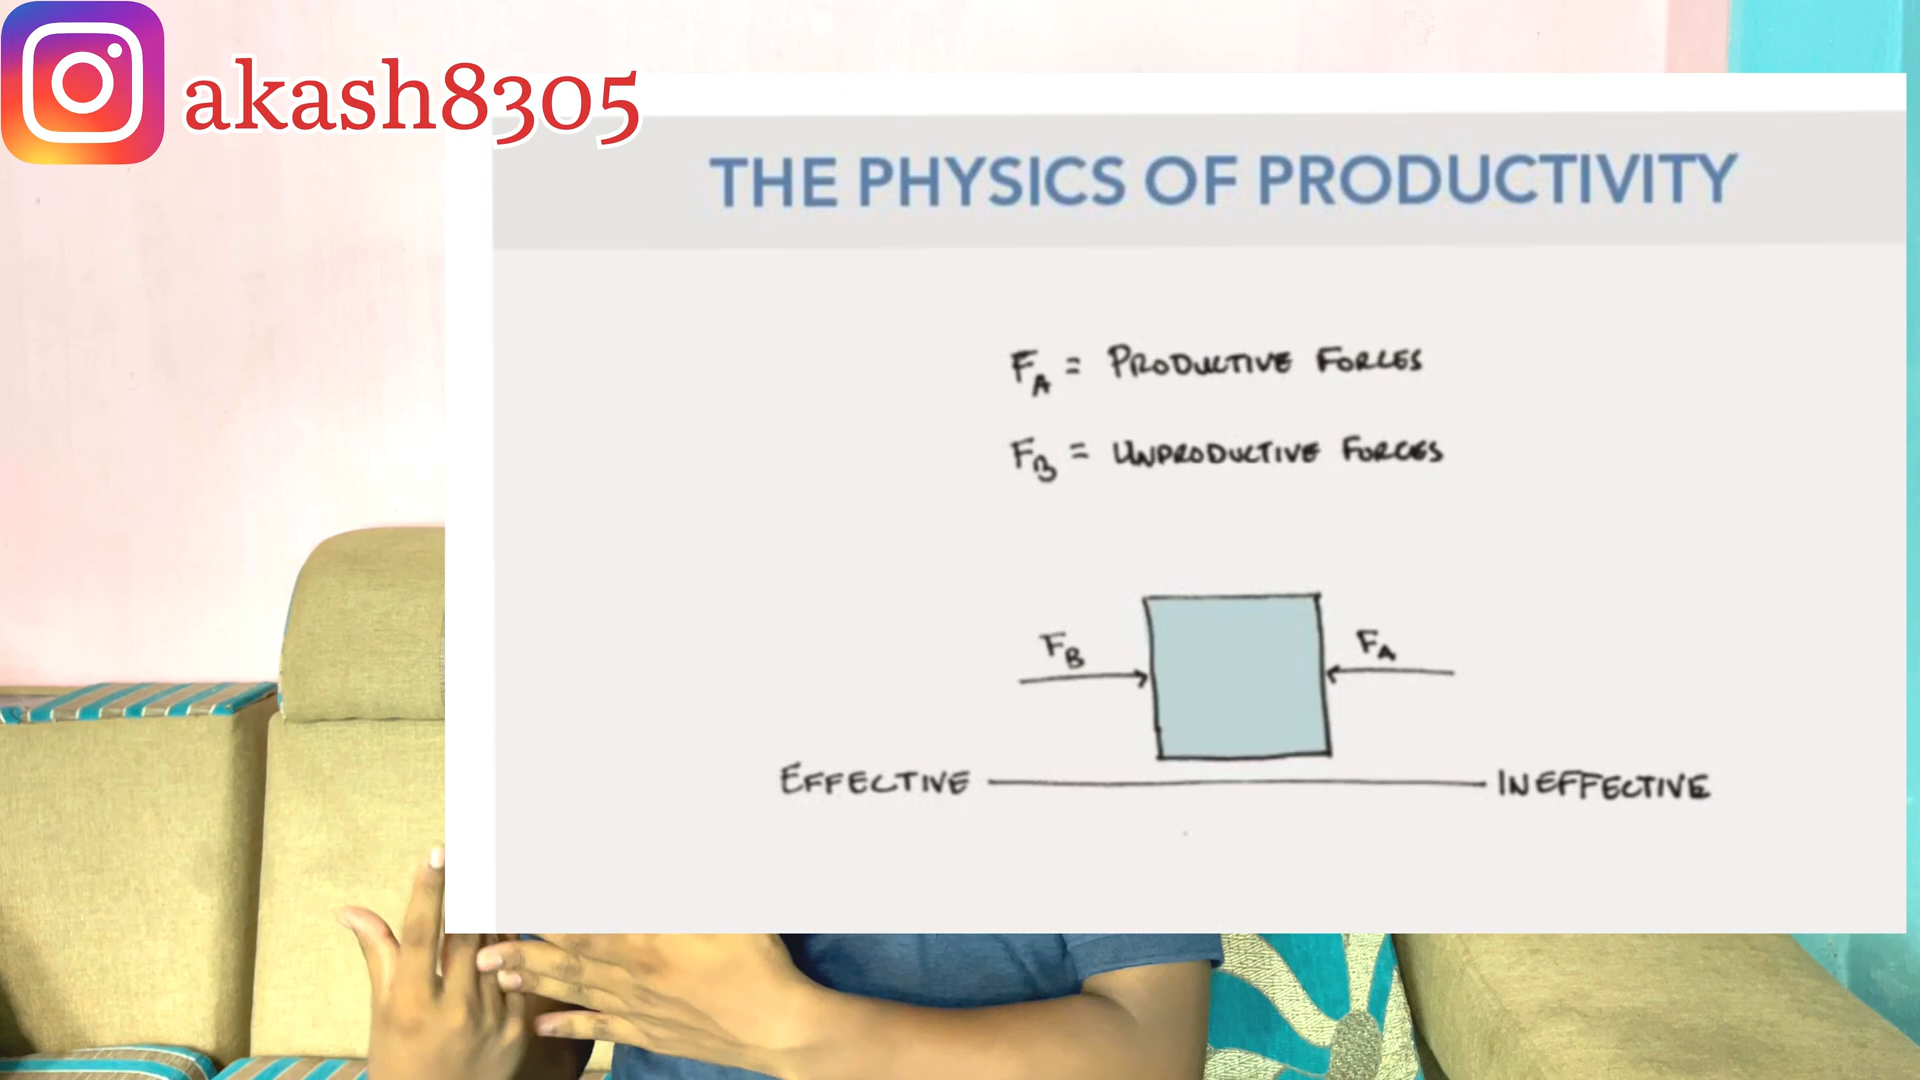 akash8305
THE PHYSICS OF PRODUCTIVITY
FA = PRODUCTIVE FORCES
FB = UNPRODUCTIVE FORCES
FB FA
EFFECTIVE INEFFECTIVE